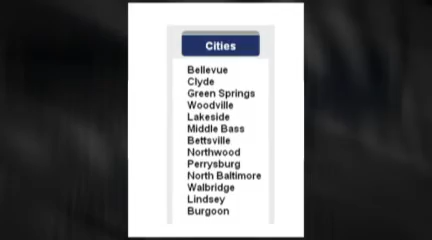 Cities
Bellevue
Clyde
Green Springs
Woodville
Lakeside
Middle Bass
Bettsville
Northwood
Perrysburg
North Baltimore
Walbridge
Lindsey
Burgoon